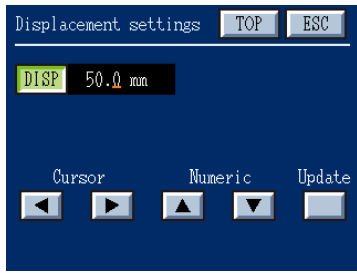 Displacement settings TOP ESC
DISP 50.0 mm
Cursor Numeric Update